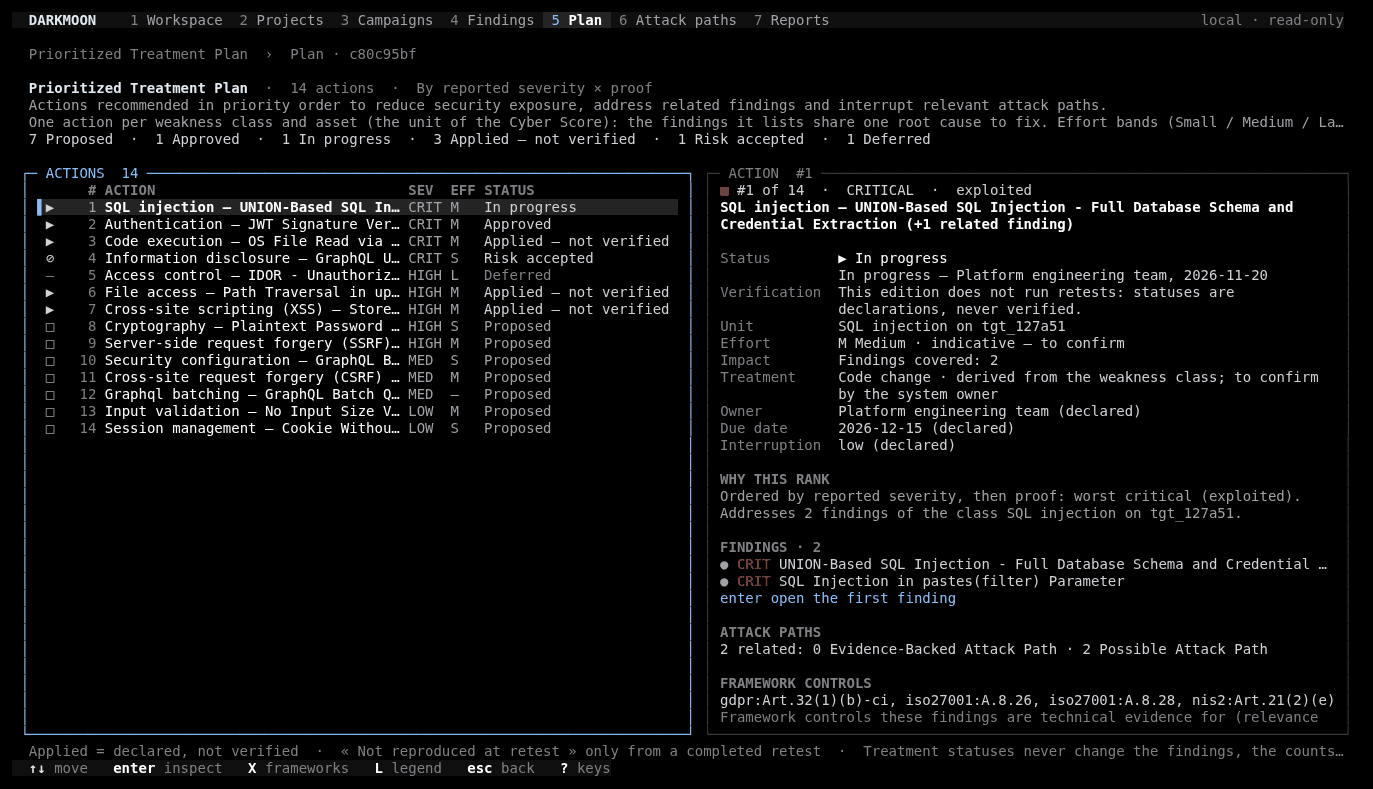 DARKMOON 1 Workspace 2 Projects 3 Campaigns 4 Findings 5 Plan 6 Attack paths 7 Reports local · read-only
Prioritized Treatment Plan › Plan · c80c95bf
Prioritized Treatment Plan · 14 actions · By reported severity × proof
Actions recommended in priority order to reduce security exposure, address related findings and interrupt relevant attack paths.
One action per weakness class and asset (the unit of the Cyber Score): the findings it lists share one root cause to fix. Effort bands (Small / Medium / La…
7 Proposed · 1 Approved · 1 In progress · 3 Applied — not verified · 1 Risk accepted · 1 Deferred
ACTIONS 14
# ACTION SEV EFF STATUS
▶ 1 SQL injection — UNION-Based SQL In… CRIT M In progress
▶ 2 Authentication — JWT Signature Ver… CRIT M Approved
▶ 3 Code execution — OS File Read via … CRIT M Applied — not verified
⊘ 4 Information disclosure — GraphQL U… CRIT S Risk accepted
— 5 Access control — IDOR - Unauthoriz… HIGH L Deferred
▶ 6 File access — Path Traversal in up… HIGH M Applied — not verified
▶ 7 Cross-site scripting (XSS) — Store… HIGH M Applied — not verified
□ 8 Cryptography — Plaintext Password … HIGH S Proposed
□ 9 Server-side request forgery (SSRF)… HIGH M Proposed
□ 10 Security configuration — GraphQL B… MED S Proposed
□ 11 Cross-site request forgery (CSRF) … MED M Proposed
□ 12 Graphql batching — GraphQL Batch Q… MED — Proposed
□ 13 Input validation — No Input Size V… LOW M Proposed
□ 14 Session management — Cookie Withou… LOW S Proposed
ACTION #1
#1 of 14 · CRITICAL · exploited
SQL injection — UNION-Based SQL Injection - Full Database Schema and
Credential Extraction (+1 related finding)
Status ▶ In progress
In progress — Platform engineering team, 2026-11-20
Verification This edition does not run retests: statuses are
declarations, never verified.
Unit SQL injection on tgt_127a51
Effort M Medium · indicative — to confirm
Impact Findings covered: 2
Treatment Code change · derived from the weakness class; to confirm
by the system owner
Owner Platform engineering team (declared)
Due date 2026-12-15 (declared)
Interruption low (declared)
WHY THIS RANK
Ordered by reported severity, then proof: worst critical (exploited).
Addresses 2 findings of the class SQL injection on tgt_127a51.
FINDINGS · 2
● CRIT UNION-Based SQL Injection - Full Database Schema and Credential …
● CRIT SQL Injection in pastes(filter) Parameter
enter open the first finding
ATTACK PATHS
2 related: 0 Evidence-Backed Attack Path · 2 Possible Attack Path
FRAMEWORK CONTROLS
gdpr:Art.32(1)(b)-ci, iso27001:A.8.26, iso27001:A.8.28, nis2:Art.21(2)(e)
Framework controls these findings are technical evidence for (relevance
Applied = declared, not verified · « Not reproduced at retest » only from a completed retest · Treatment statuses never change the findings, the counts…
↑↓ move enter inspect X frameworks L legend esc back ? keys